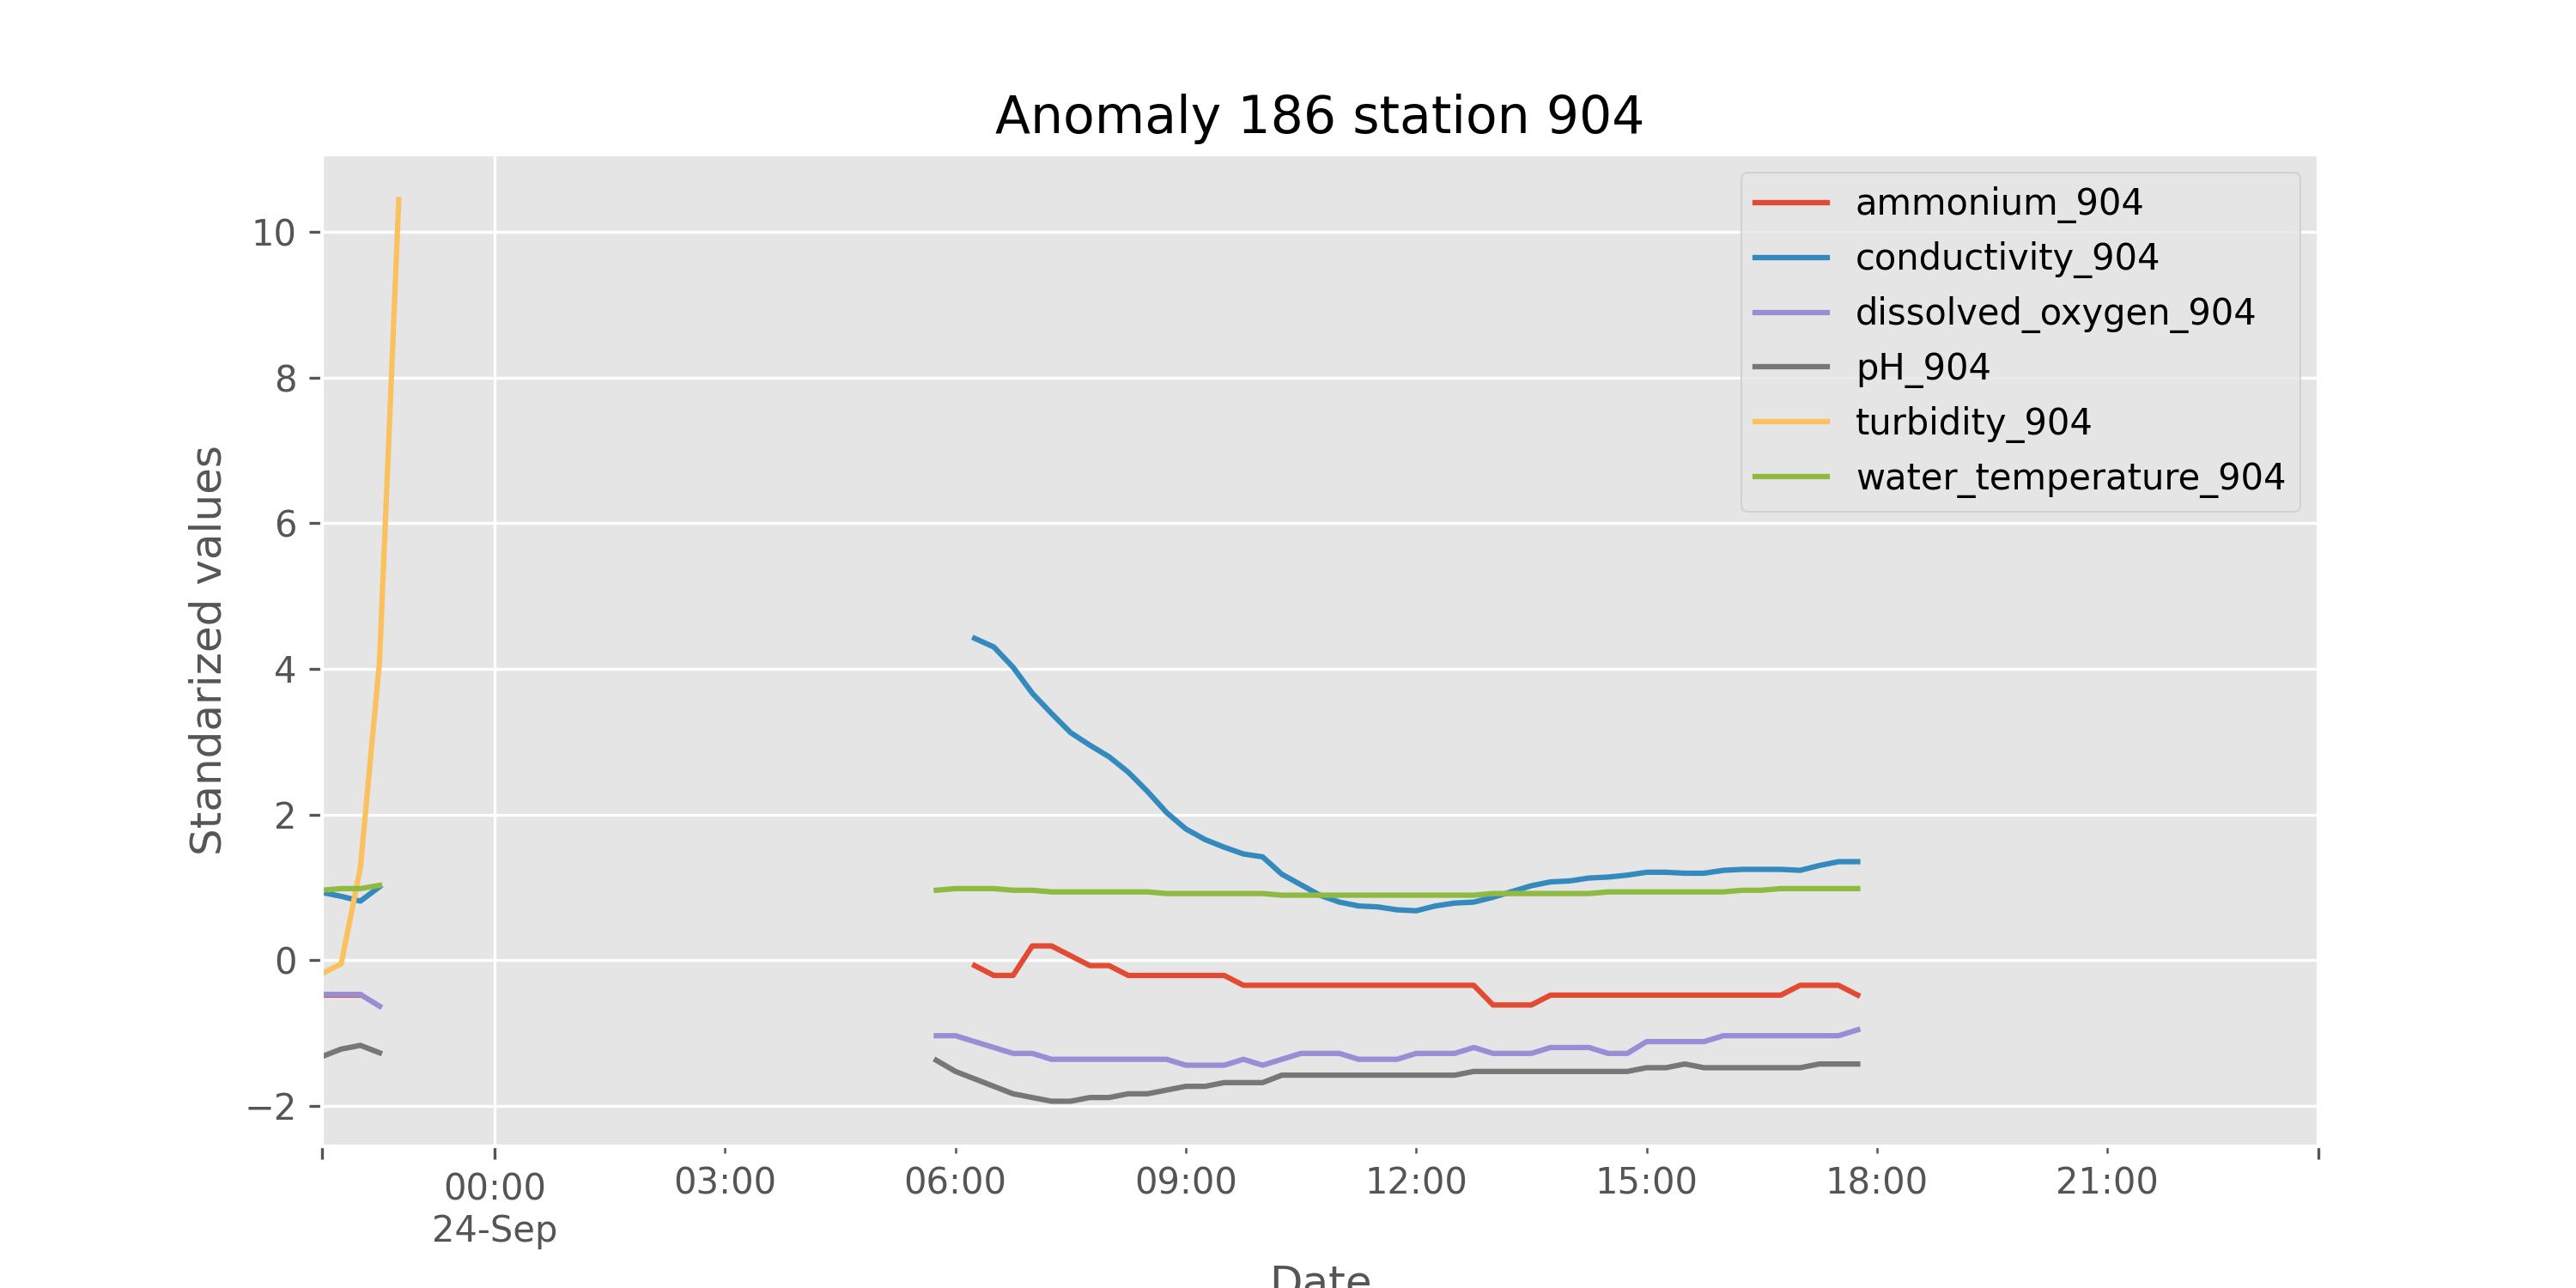 Anomaly 186 station 904
ammonium_904
conductivity_904
dissolved_oxygen_904
pH_904
turbidity_904
water_temperature_904
Standarized values
10
8
6
4
2
0
−2
00:00
24-Sep
03:00
06:00
09:00
12:00
15:00
18:00
21:00
Date